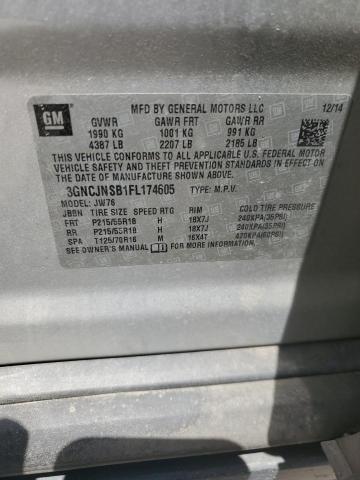 GM
MFD BY GENERAL MOTORS LLC 12/14
GVWR GAWR FRT GAWR RR
1990 KG 1001 KG 991 KG
4387 LB 2207 LB 2185 LB
THIS VEHICLE CONFORMS TO ALL APPLICABLE U.S. FEDERAL MOTOR
VEHICLE SAFETY AND THEFT PREVENTION STANDARDS IN EFFECT ON THE
DATE OF MANUFACTURE SHOWN ABOVE.
3GNCJNSB1FL174605 TYPE: M.P.V.
MODEL: JW76
JBBN TIRE SIZE SPEED RTG RIM COLD TIRE PRESSURE
FRT P215/55R18 H 18X7J 240KPA(35PSI)
RR P215/55R18 H 18X7J 240KPA(35PSI)
SPA T125/70R16 M 16X4T 420KPA(60PSI)
SEE OWNER'S MANUAL FOR MORE INFORMATION.